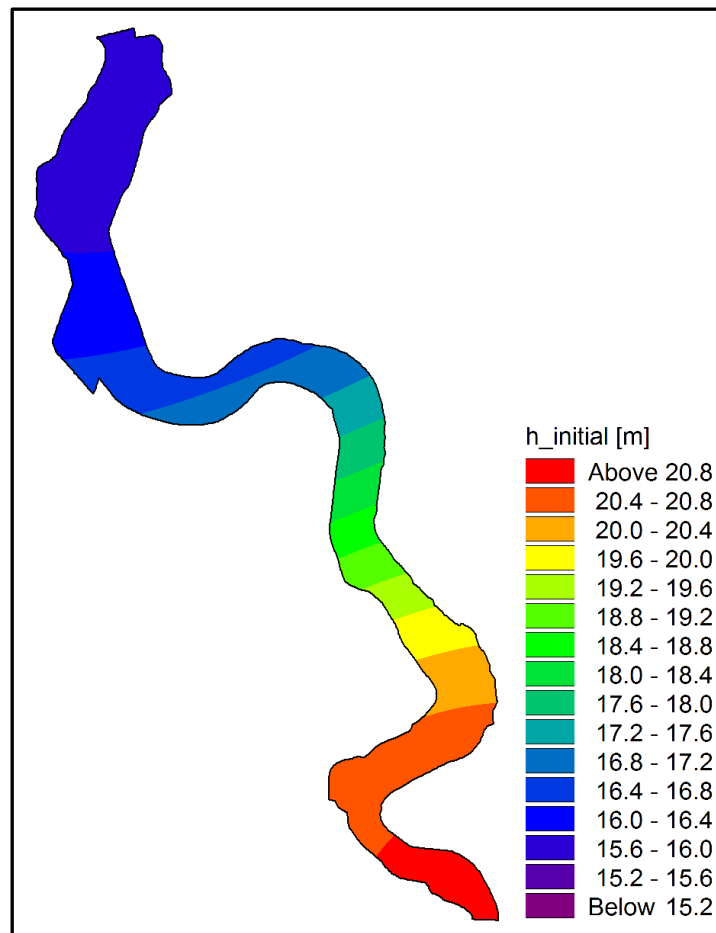 h_initial [m]
Above 20.8
20.4 - 20.8
20.0 - 20.4
19.6 - 20.0
19.2 - 19.6
18.8 - 19.2
18.4 - 18.8
18.0 - 18.4
17.6 - 18.0
17.2 - 17.6
16.8 - 17.2
16.4 - 16.8
16.0 - 16.4
15.6 - 16.0
15.2 - 15.6
Below 15.2